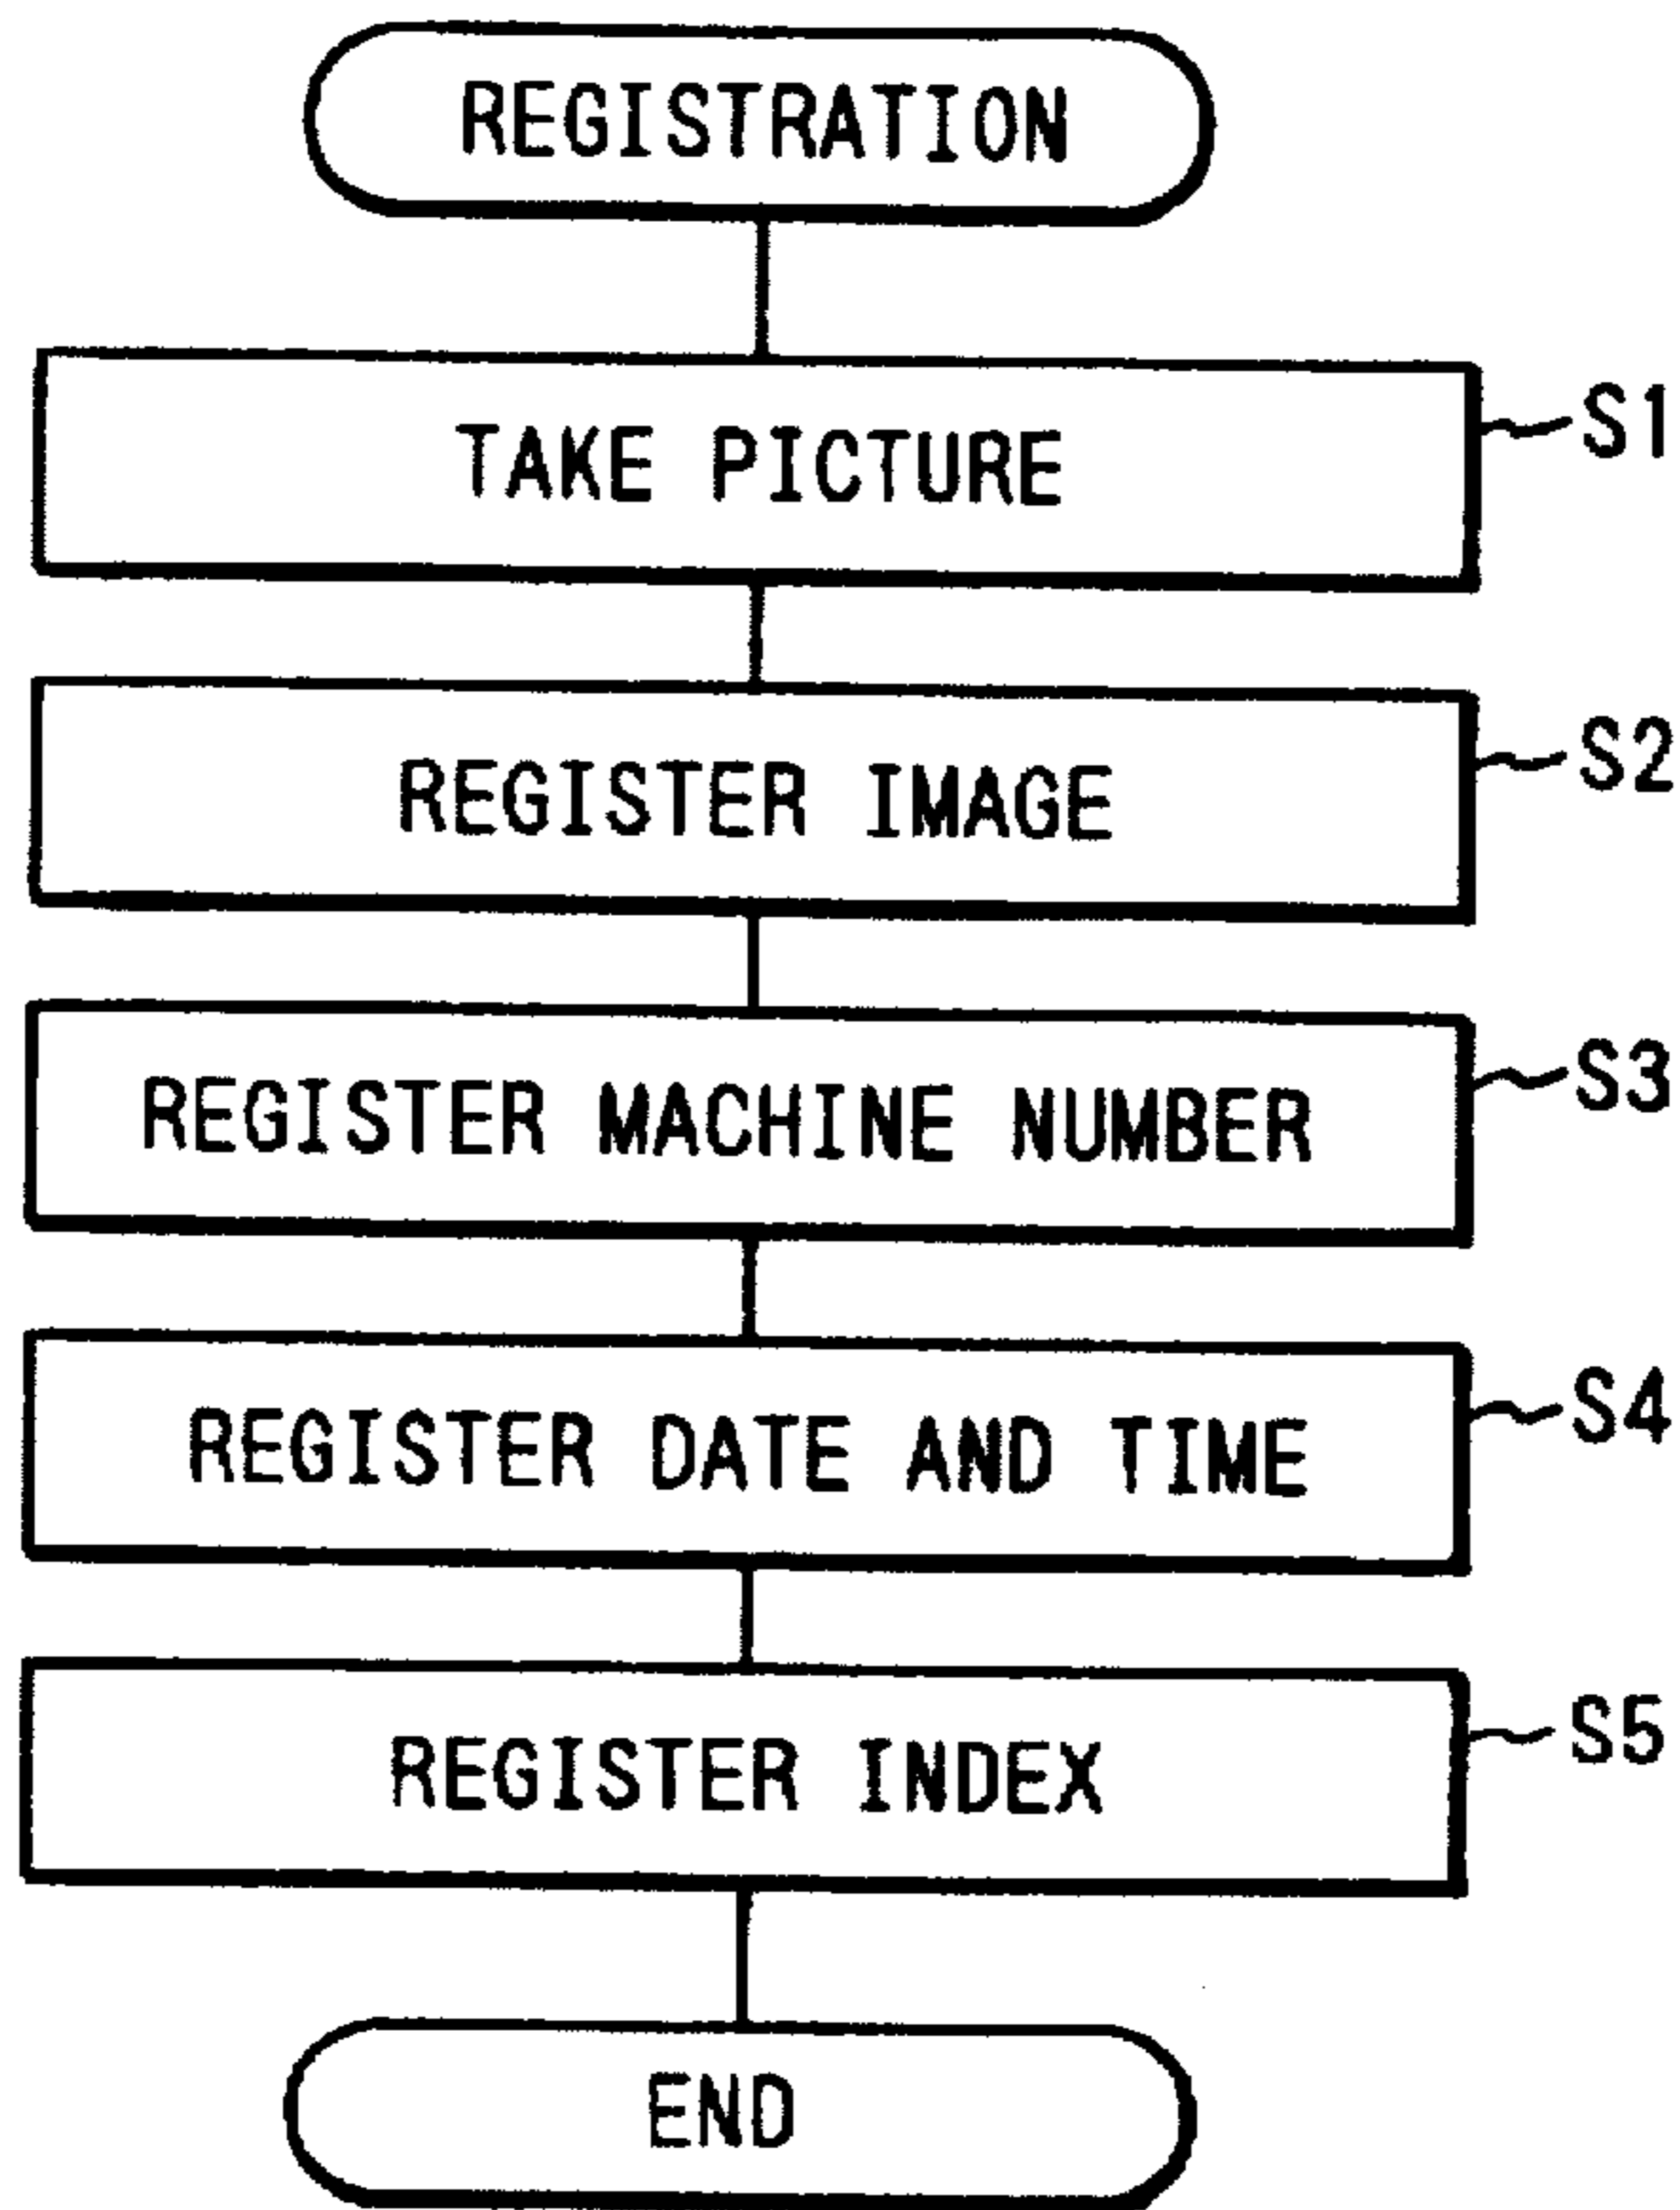 REGISTRATION
TAKE PICTURE S1
REGISTER IMAGE S2
REGISTER MACHINE NUMBER S3
REGISTER DATE AND TIME S4
REGISTER INDEX S5
END